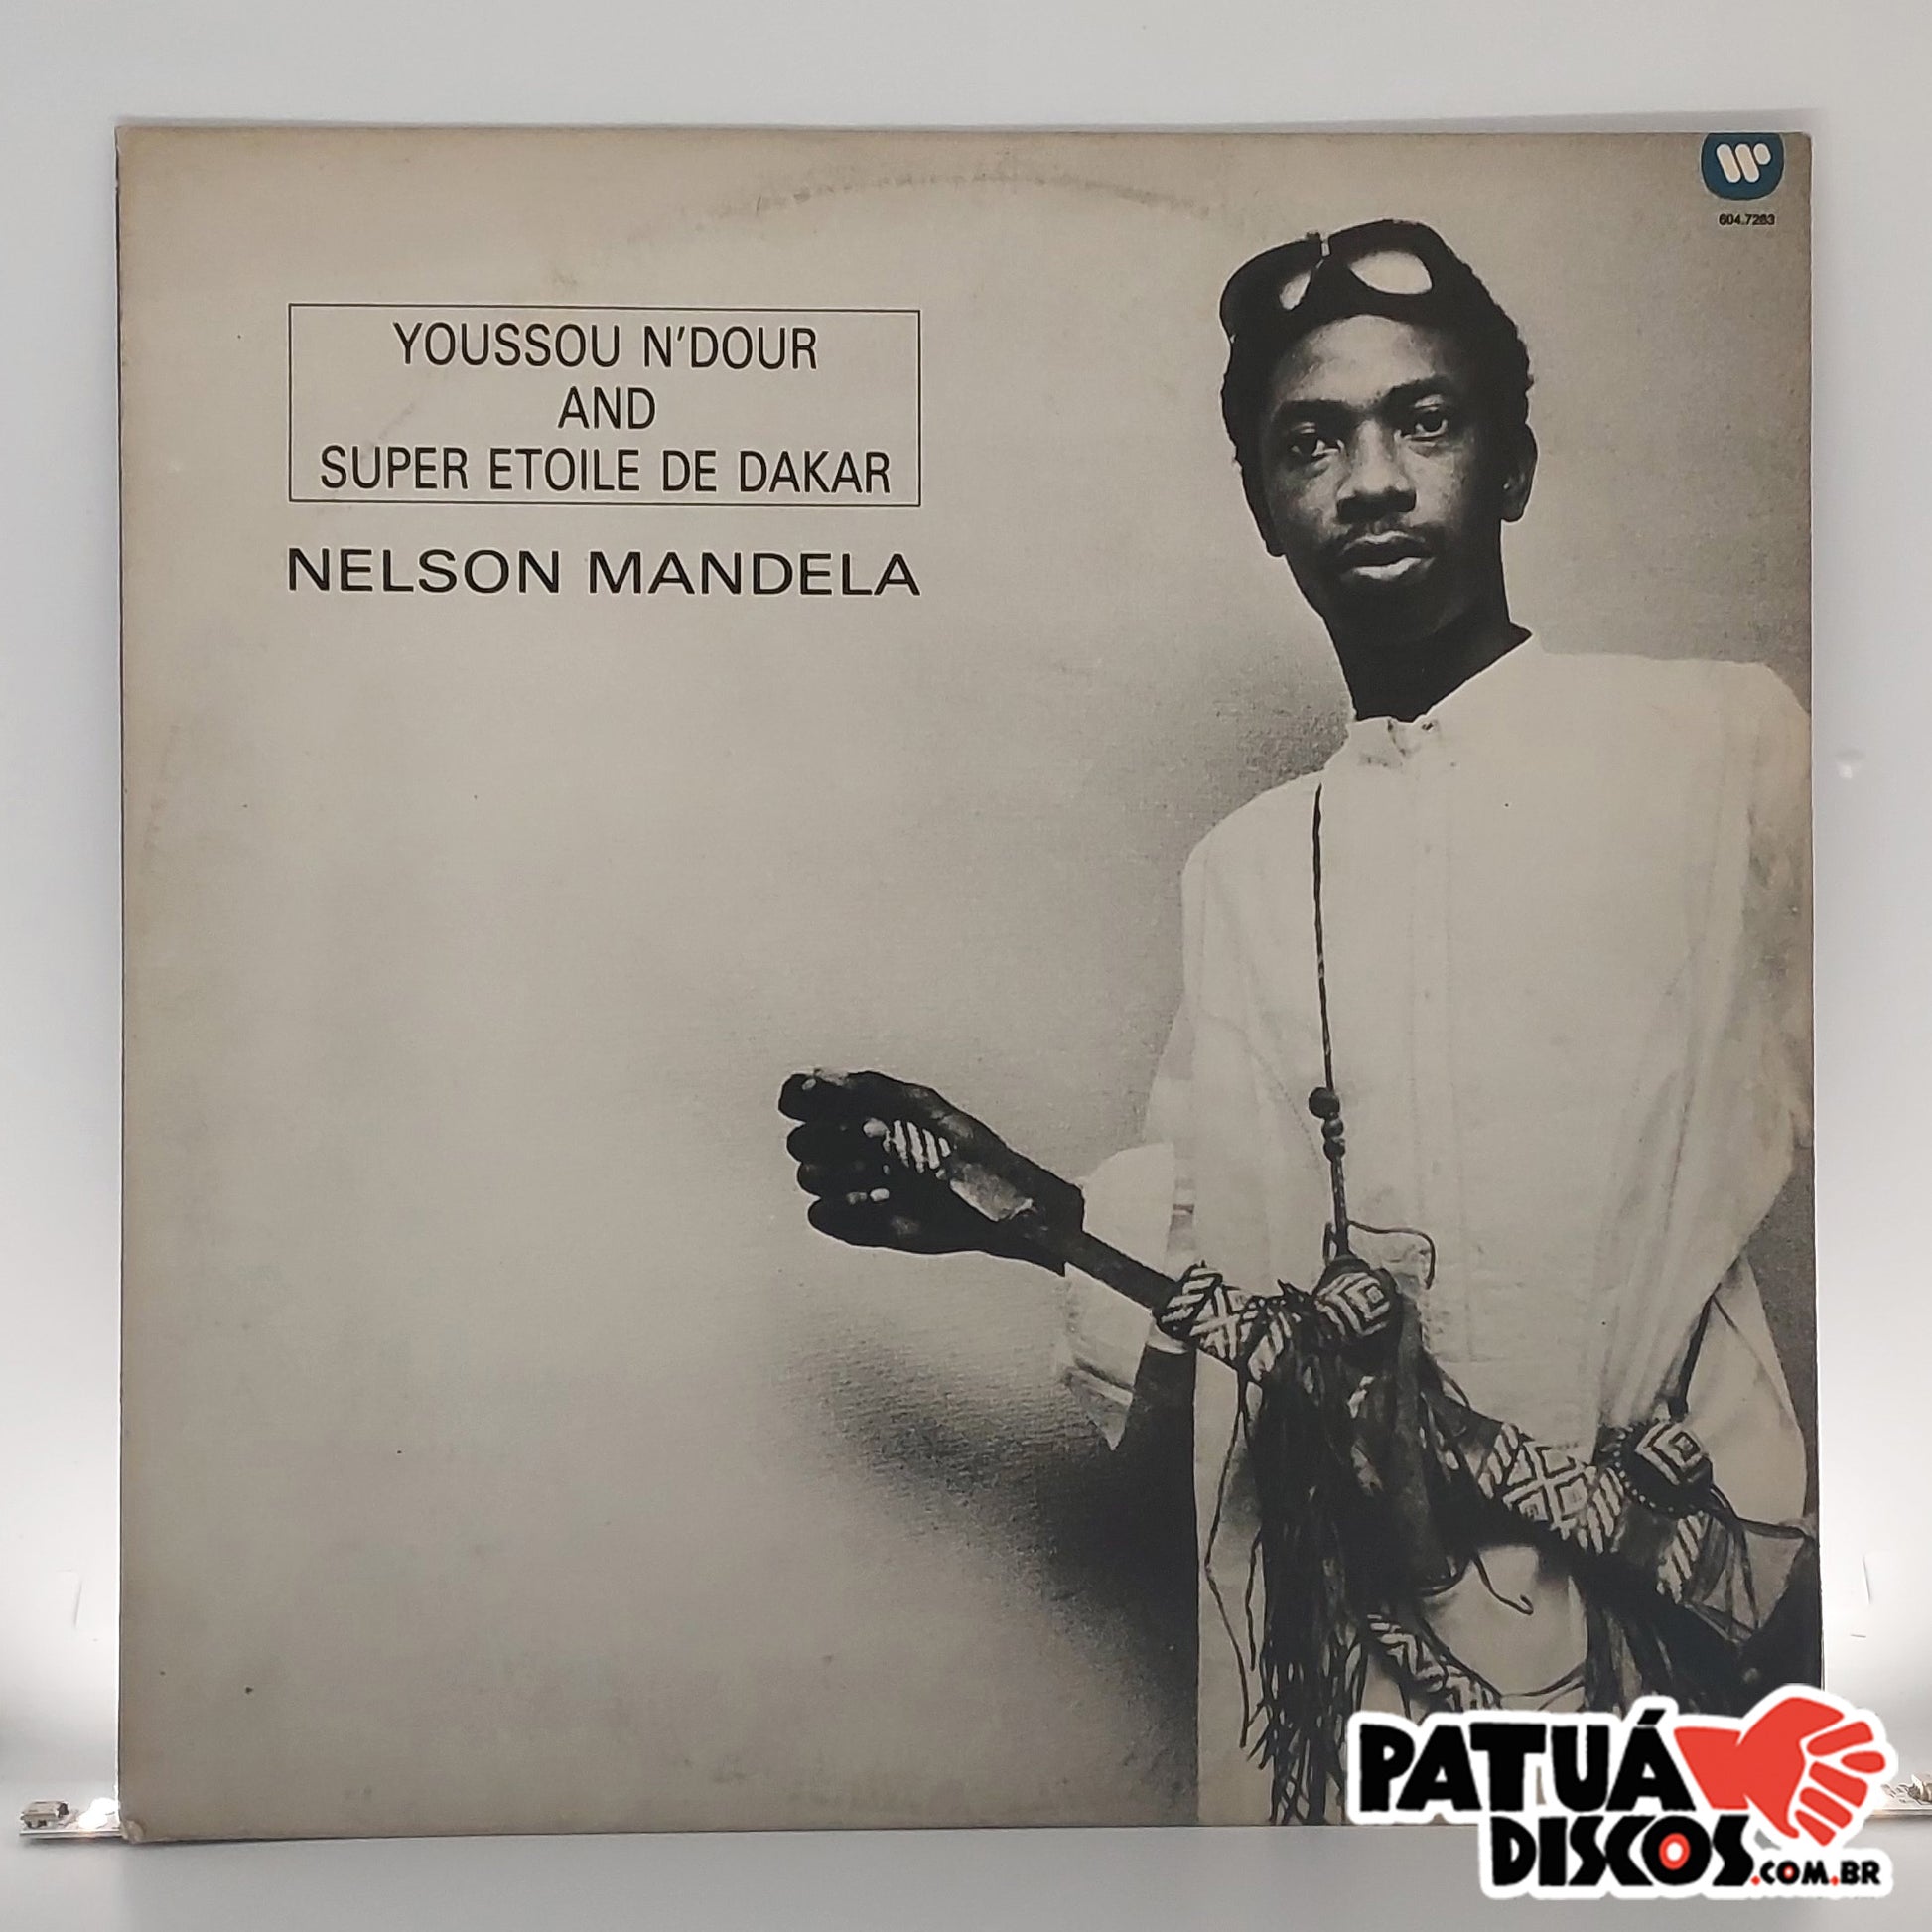 W
604.7283
YOUSSOU N'DOUR
AND
SUPER ETOILE DE DAKAR
NELSON MANDELA
PATUÁ
DISCOS.COM.BR